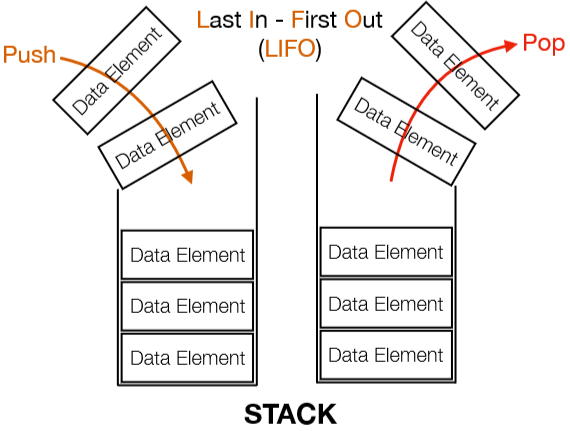 Last In - First Out
(LIFO)
Push
Pop
Data Element
Data Element
Data Element
Data Element
Data Element
Data Element
Data Element
Data Element
Data Element
Data Element
STACK